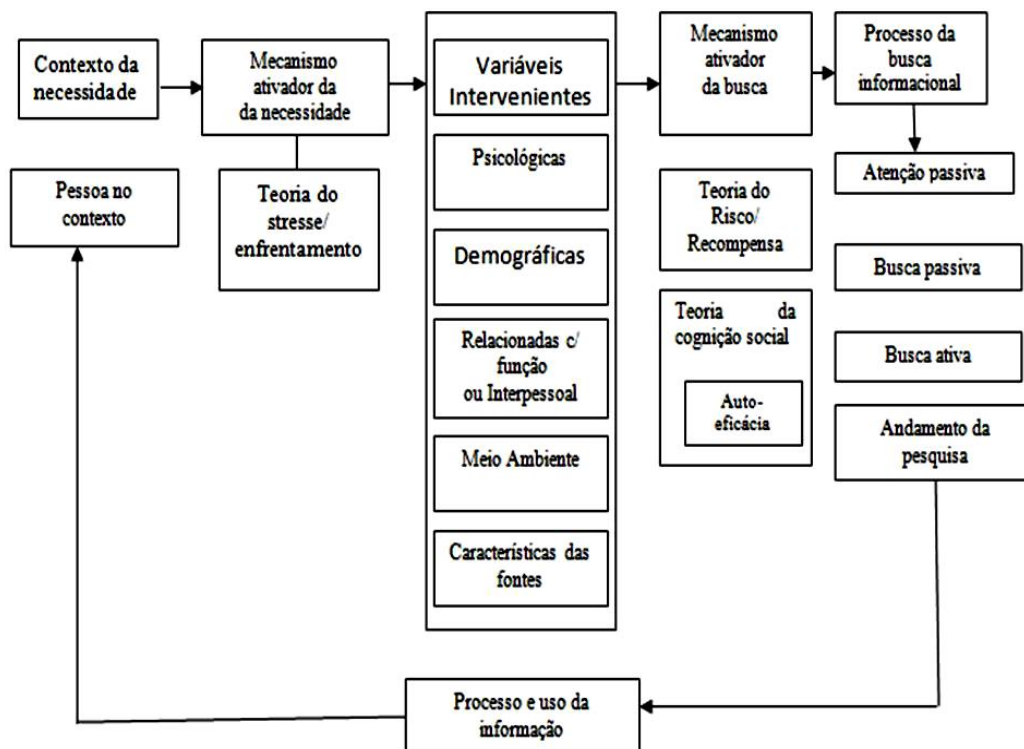 Contexto da
necessidade
Mecanismo
ativador da
da necessidade
Variáveis
Intervenientes
Mecanismo
ativador
da busca
Processo da
busca
informacional
Pessoa no
contexto
Teoria do
stresse/
enfrentamento
Psicológicas
Demográficas
Relacionadas c/
função
ou Interpessoal
Meio Ambiente
Características das
fontes
Teoria do
Risco/
Recompensa
Teoria da
cognição social
Auto-
eficácia
Atenção passiva
Busca passiva
Busca ativa
Andamento da
pesquisa
Processo e uso da
informação